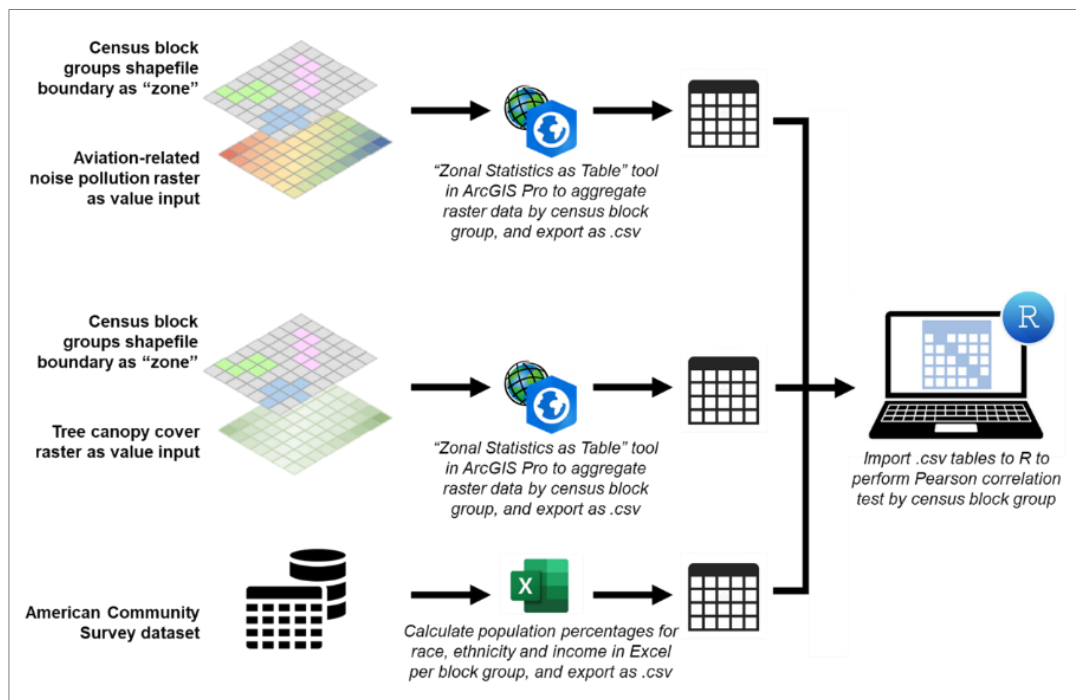 Census block
groups shapefile
boundary as “zone”
Aviation-related
noise pollution raster
as value input
“Zonal Statistics as Table” tool
in ArcGIS Pro to aggregate
raster data by census block
group, and export as .csv
Census block
groups shapefile
boundary as “zone”
Tree canopy cover
raster as value input
“Zonal Statistics as Table” tool
in ArcGIS Pro to aggregate
raster data by census block
group, and export as .csv
R
Import .csv tables to R to
perform Pearson correlation
test by census block group
American Community
Survey dataset
X
Calculate population percentages for
race, ethnicity and income in Excel
per block group, and export as .csv